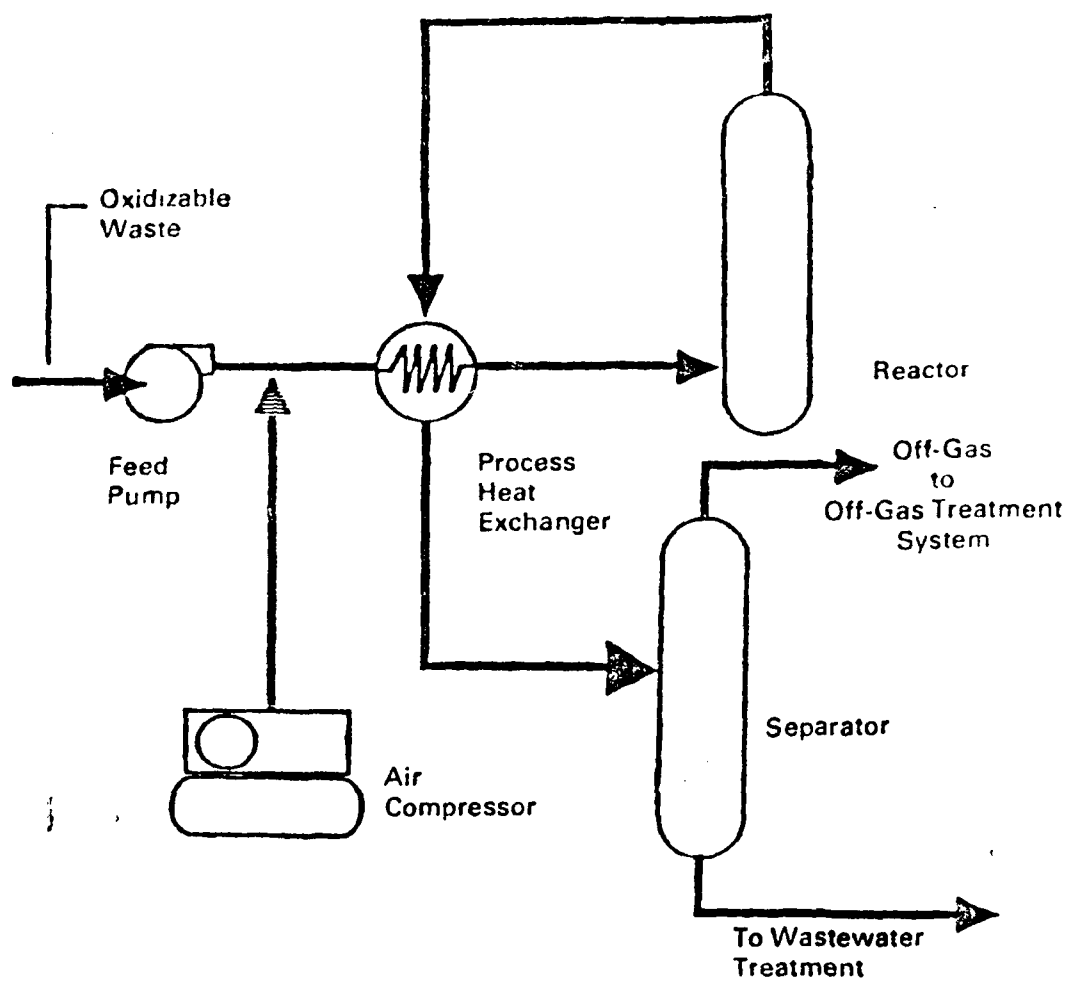 Oxidizable
Waste
Reactor
Feed
Pump
Process
Heat
Exchanger
Off-Gas
to
Off-Gas Treatment
System
Separator
Air
Compressor
To Wastewater
Treatment